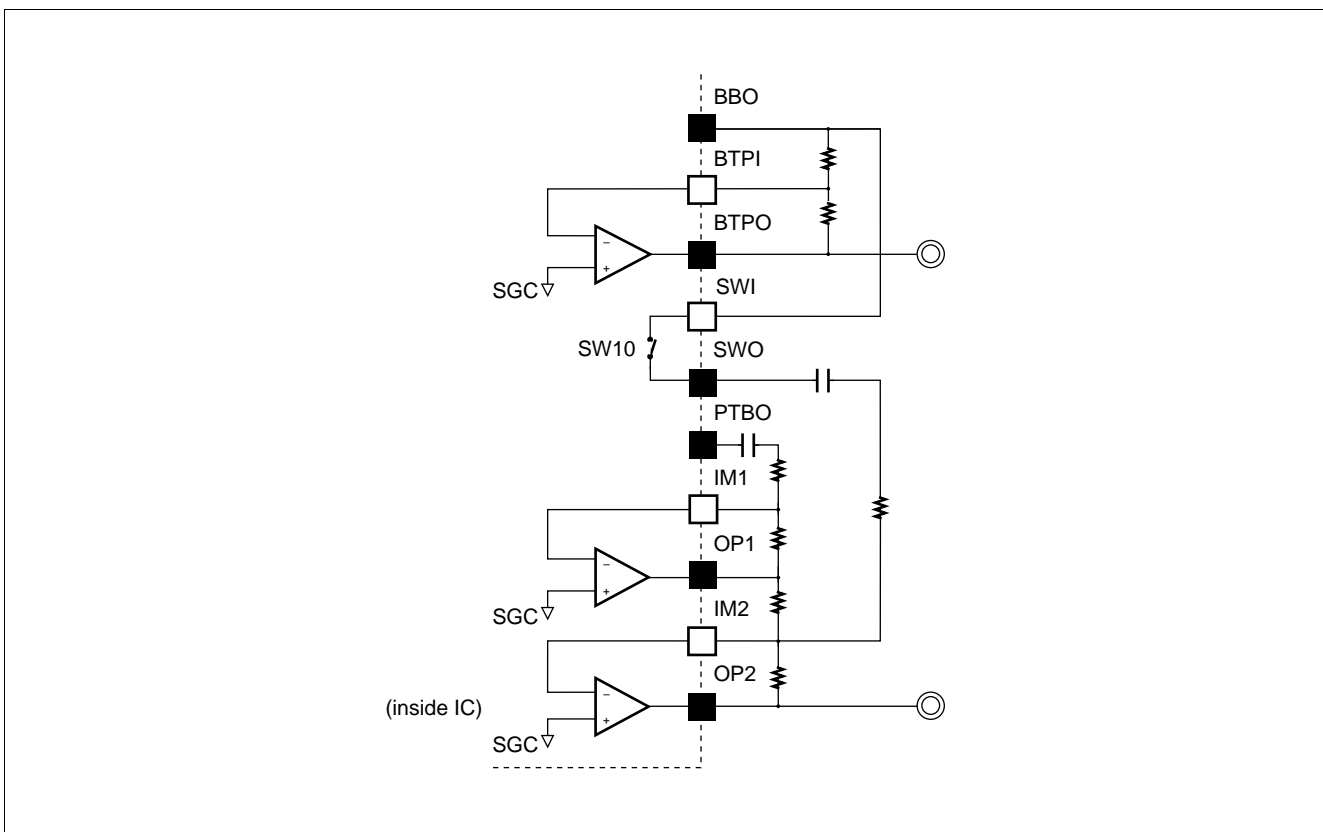 BBO
BTPI
BTPO
−
+
SGC
SWI
SW10
SWO
PTBO
IM1
OP1
−
+
SGC
IM2
OP2
−
(inside IC)
+
SGC